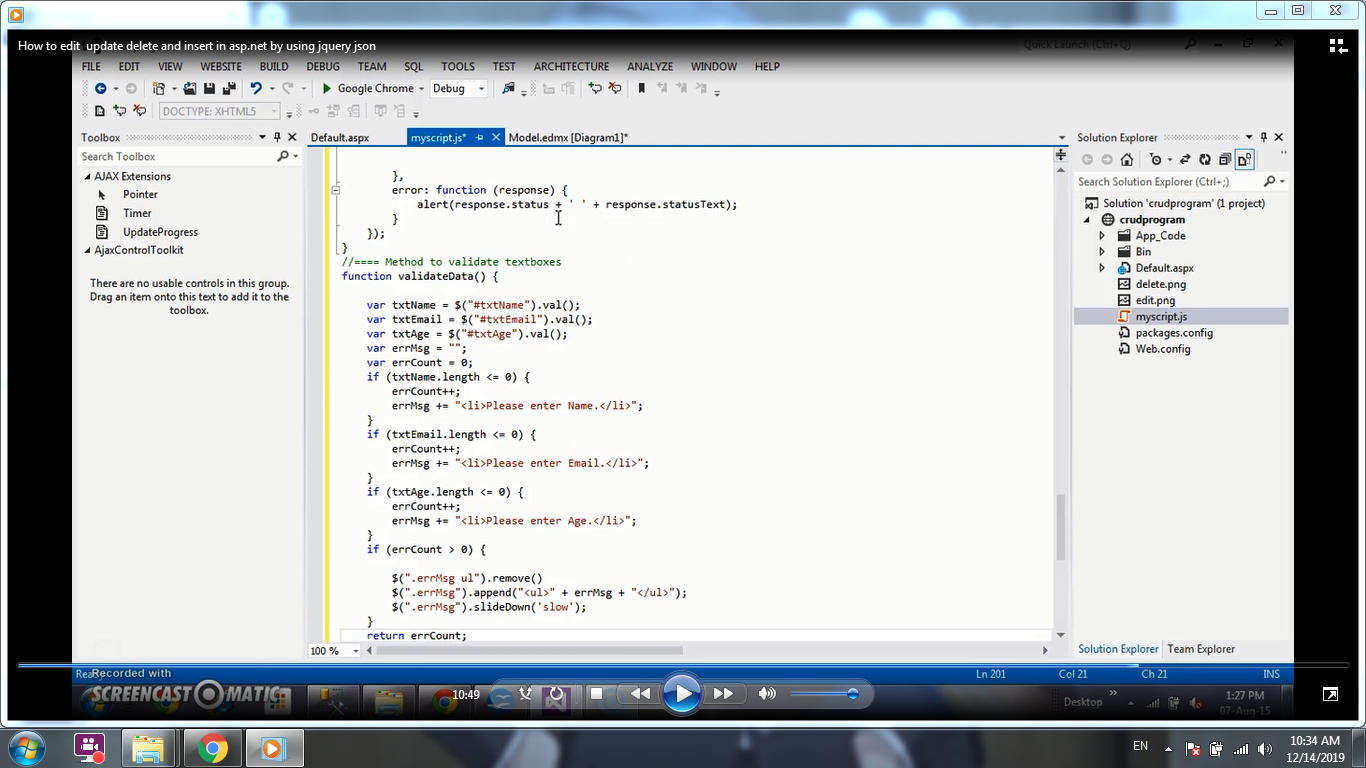 How to edit  update delete and insert in asp.net by using jquery json
Quick Launch (Ctrl+Q)
FILE EDIT VIEW WEBSITE BUILD DEBUG TEAM SQL TOOLS TEST ARCHITECTURE ANALYZE WINDOW HELP
Google Chrome Debug
DOCTYPE: XHTML5
Toolbox
Default.aspx myscript.js* Model.edmx [Diagram1]*
Solution Explorer
Search Toolbox
AJAX Extensions
Pointer
Timer
UpdateProgress
AjaxControlToolkit
There are no usable controls in this group.
Drag an item onto this text to add it to the
toolbox.
},
error: function (response) {
alert(response.status + ' ' + response.statusText);
}
});
}
//==== Method to validate textboxes
function validateData() {
var txtName = $("#txtName").val();
var txtEmail = $("#txtEmail").val();
var txtAge = $("#txtAge").val();
var errMsg = "";
var errCount = 0;
if (txtName.length <= 0) {
errCount++;
errMsg += "<li>Please enter Name.</li>";
}
if (txtEmail.length <= 0) {
errCount++;
errMsg += "<li>Please enter Email.</li>";
}
if (txtAge.length <= 0) {
errCount++;
errMsg += "<li>Please enter Age.</li>";
}
if (errCount > 0) {
$(".errMsg ul").remove()
$(".errMsg").append("<ul>" + errMsg + "</ul>");
$(".errMsg").slideDown('slow');
}
return errCount;
100 %
Search Solution Explorer (Ctrl+;)
Solution 'crudprogram' (1 project)
crudprogram
App_Code
Bin
Default.aspx
delete.png
edit.png
myscript.js
packages.config
Web.config
Solution Explorer Team Explorer
Ln 201 Col 21 Ch 21 INS
Recorded with
SCREENCAST MATIC
10:49
Desktop
1:27 PM
07-Aug-15
EN
10:34 AM
12/14/2019